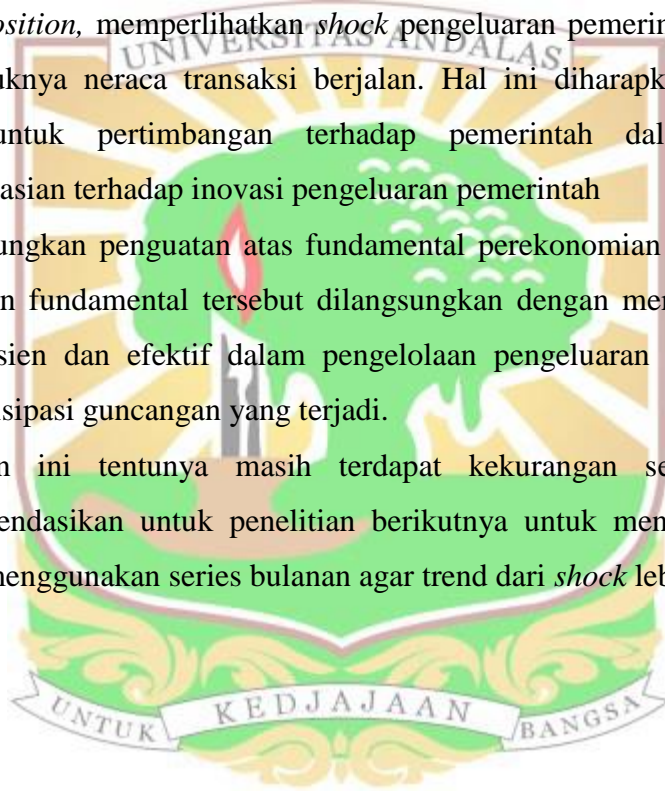 osition, memperlihatkan shock pengeluaran pemerin
UNIVERSITAS ANDALAS
uknya neraca transaksi berjalan. Hal ini diharapk
untuk pertimbangan terhadap pemerintah dal
asian terhadap inovasi pengeluaran pemerintah
ungkan penguatan atas fundamental perekonomian
n fundamental tersebut dilangsungkan dengan mer
sien dan efektif dalam pengelolaan pengeluaran
isipasi guncangan yang terjadi.
n ini tentunya masih terdapat kekurangan se
endasikan untuk penelitian berikutnya untuk men
menggunakan series bulanan agar trend dari shock leb
UNTUK KEDJAJAAN BANGSA